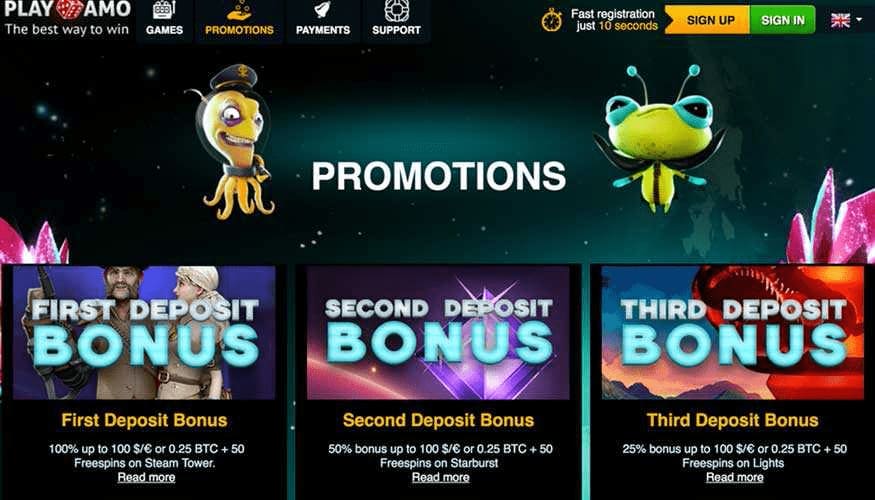 PLAY AMO
The best way to win
GAMES
PROMOTIONS
PAYMENTS
SUPPORT
Fast registration
just 10 seconds
SIGN UP
SIGN IN
PROMOTIONS
FIRST DEPOSIT
BONUS
First Deposit Bonus
100% up to 100 $/€ or 0.25 BTC + 50
Freespins on Steam Tower.
Read more
SECOND DEPOSIT
BONUS
Second Deposit Bonus
50% bonus up to 100 $/€ or 0.25 BTC + 50
Freespins on Starburst
Read more
THIRD DEPOSIT
BONUS
Third Deposit Bonus
25% bonus up to 100 $/€ or 0.25 BTC + 50
Freespins on Lights
Read more